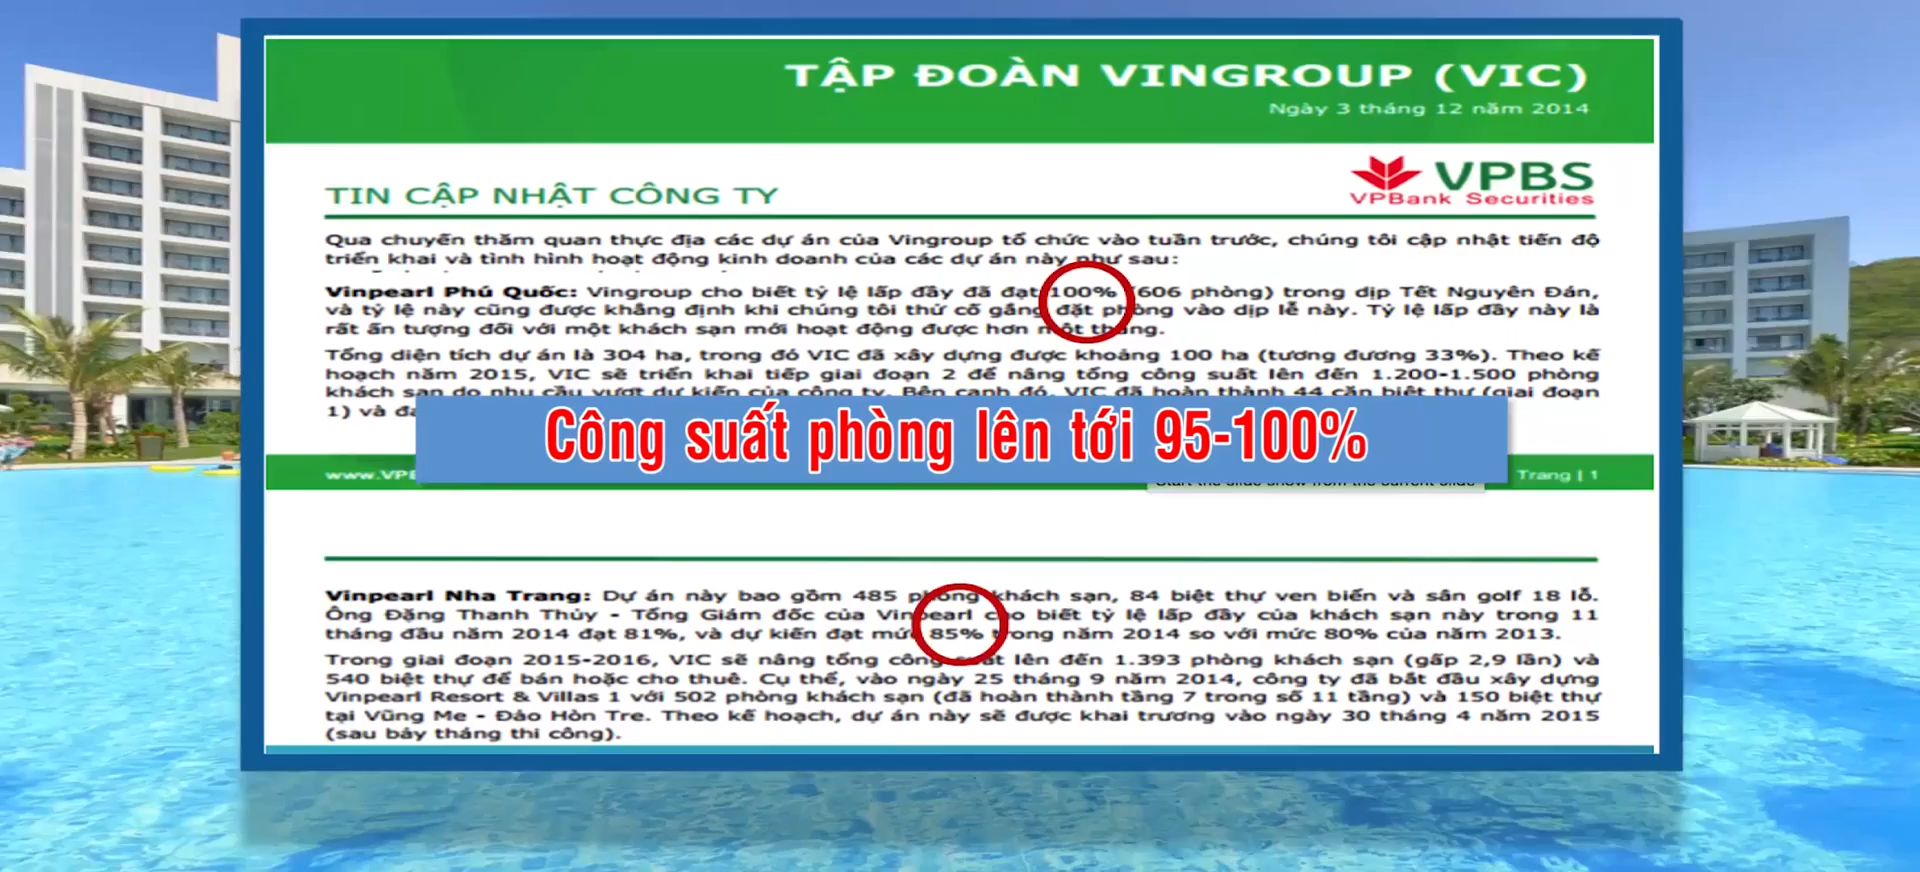 TẬP ĐOÀN VINGROUP (VIC)
Ngày 3 tháng 12 năm 2014
VPBS
VPBank Securities
TIN CẬP NHẬT CÔNG TY
Qua chuyến thăm quan thực địa các dự án của Vingroup tổ chức vào tuần trước, chúng tôi cập nhật tiến độ
triển khai và tình hình hoạt động kinh doanh của các dự án này như sau:
Vinpearl Phú Quốc: Vingroup cho biết tỷ lệ lấp đầy đã đạt 100% (606 phòng) trong dịp Tết Nguyên Đán,
và tỷ lệ này cũng được khẳng định khi chúng tôi thử cố gắng đặt phòng vào dịp lễ này. Tỷ lệ lấp đầy này là
rất ấn tượng đối với một khách sạn mới hoạt động được hơn một tháng.
Tổng diện tích dự án là 304 ha, trong đó VIC đã xây dựng được khoảng 100 ha (tương đương 33%). Theo kế
hoạch năm 2015, VIC sẽ triển khai tiếp giai đoạn 2 để nâng tổng công suất lên đến 1.200-1.500 phòng
khách sạn do nhu cầu vượt dự kiến của công ty. Bên cạnh đó, VIC đã hoàn thành 44 căn biệt thự (giai đoạn
1) và
Công suất phòng lên tới 95-100%
www.VPB
Trang | 1
Start the slide show from the current slide
Vinpearl Nha Trang: Dự án này bao gồm 485 phòng khách sạn, 84 biệt thự ven biển và sân golf 18 lỗ.
Ông Đặng Thanh Thủy - Tổng Giám đốc của Vinpearl cho biết tỷ lệ lấp đầy của khách sạn này trong 11
tháng đầu năm 2014 đạt 81%, và dự kiến đạt mức 85% trong năm 2014 so với mức 80% của năm 2013.
Trong giai đoạn 2015-2016, VIC sẽ nâng tổng công suất lên đến 1.393 phòng khách sạn (gấp 2,9 lần) và
540 biệt thự để bán hoặc cho thuê. Cụ thể, vào ngày 25 tháng 9 năm 2014, công ty đã bắt đầu xây dựng
Vinpearl Resort & Villas 1 với 502 phòng khách sạn (đã hoàn thành tầng 7 trong số 11 tầng) và 150 biệt thự
tại Vũng Me - Đảo Hòn Tre. Theo kế hoạch, dự án này sẽ được khai trương vào ngày 30 tháng 4 năm 2015
(sau bảy tháng thi công).